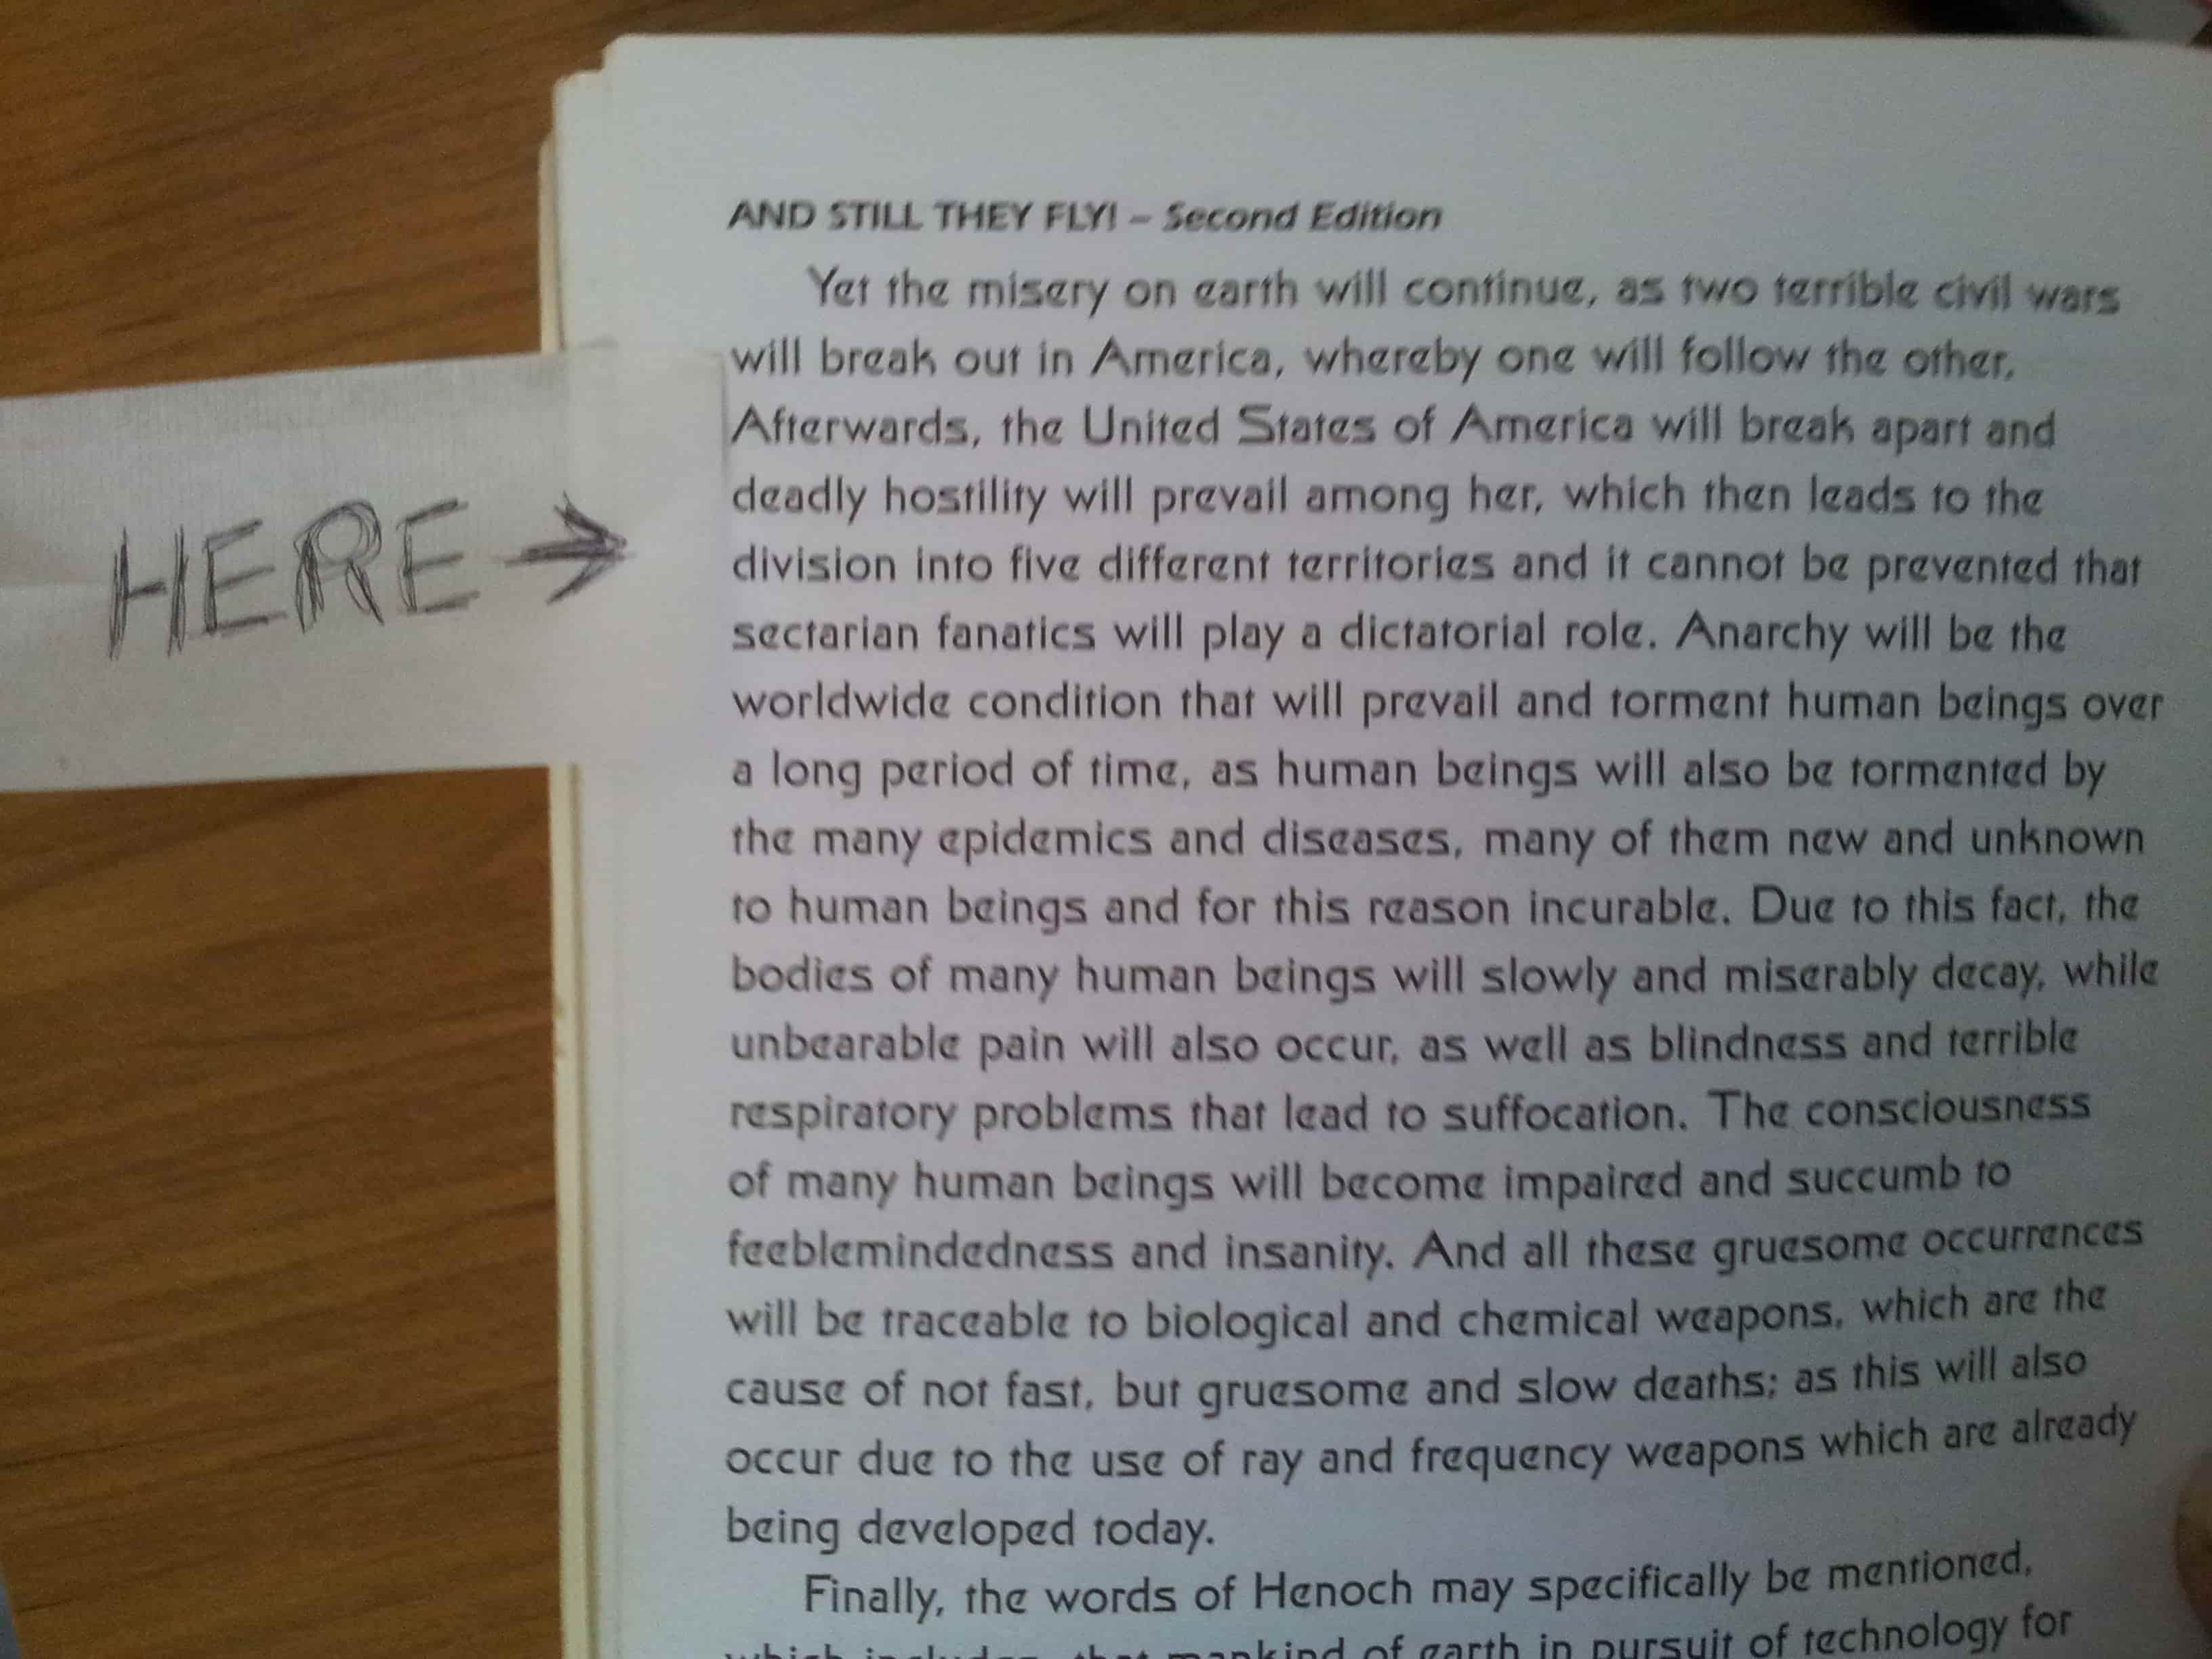 AND STILL THEY FLY! – Second Edition
Yet the misery on earth will continue, as two terrible civil wars
will break out in America, whereby one will follow the other.
Afterwards, the United States of America will break apart and
deadly hostility will prevail among her, which then leads to the
HERE →
division into five different territories and it cannot be prevented that
sectarian fanatics will play a dictatorial role. Anarchy will be the
worldwide condition that will prevail and torment human beings over
a long period of time, as human beings will also be tormented by
the many epidemics and diseases, many of them new and unknown
to human beings and for this reason incurable. Due to this fact, the
bodies of many human beings will slowly and miserably decay, while
unbearable pain will also occur, as well as blindness and terrible
respiratory problems that lead to suffocation. The consciousness
of many human beings will become impaired and succumb to
feeblemindedness and insanity. And all these gruesome occurrences
will be traceable to biological and chemical weapons, which are the
cause of not fast, but gruesome and slow deaths; as this will also
occur due to the use of ray and frequency weapons which are already
being developed today.
Finally, the words of Henoch may specifically be mentioned,
which includes, that mankind of earth in pursuit of technology for